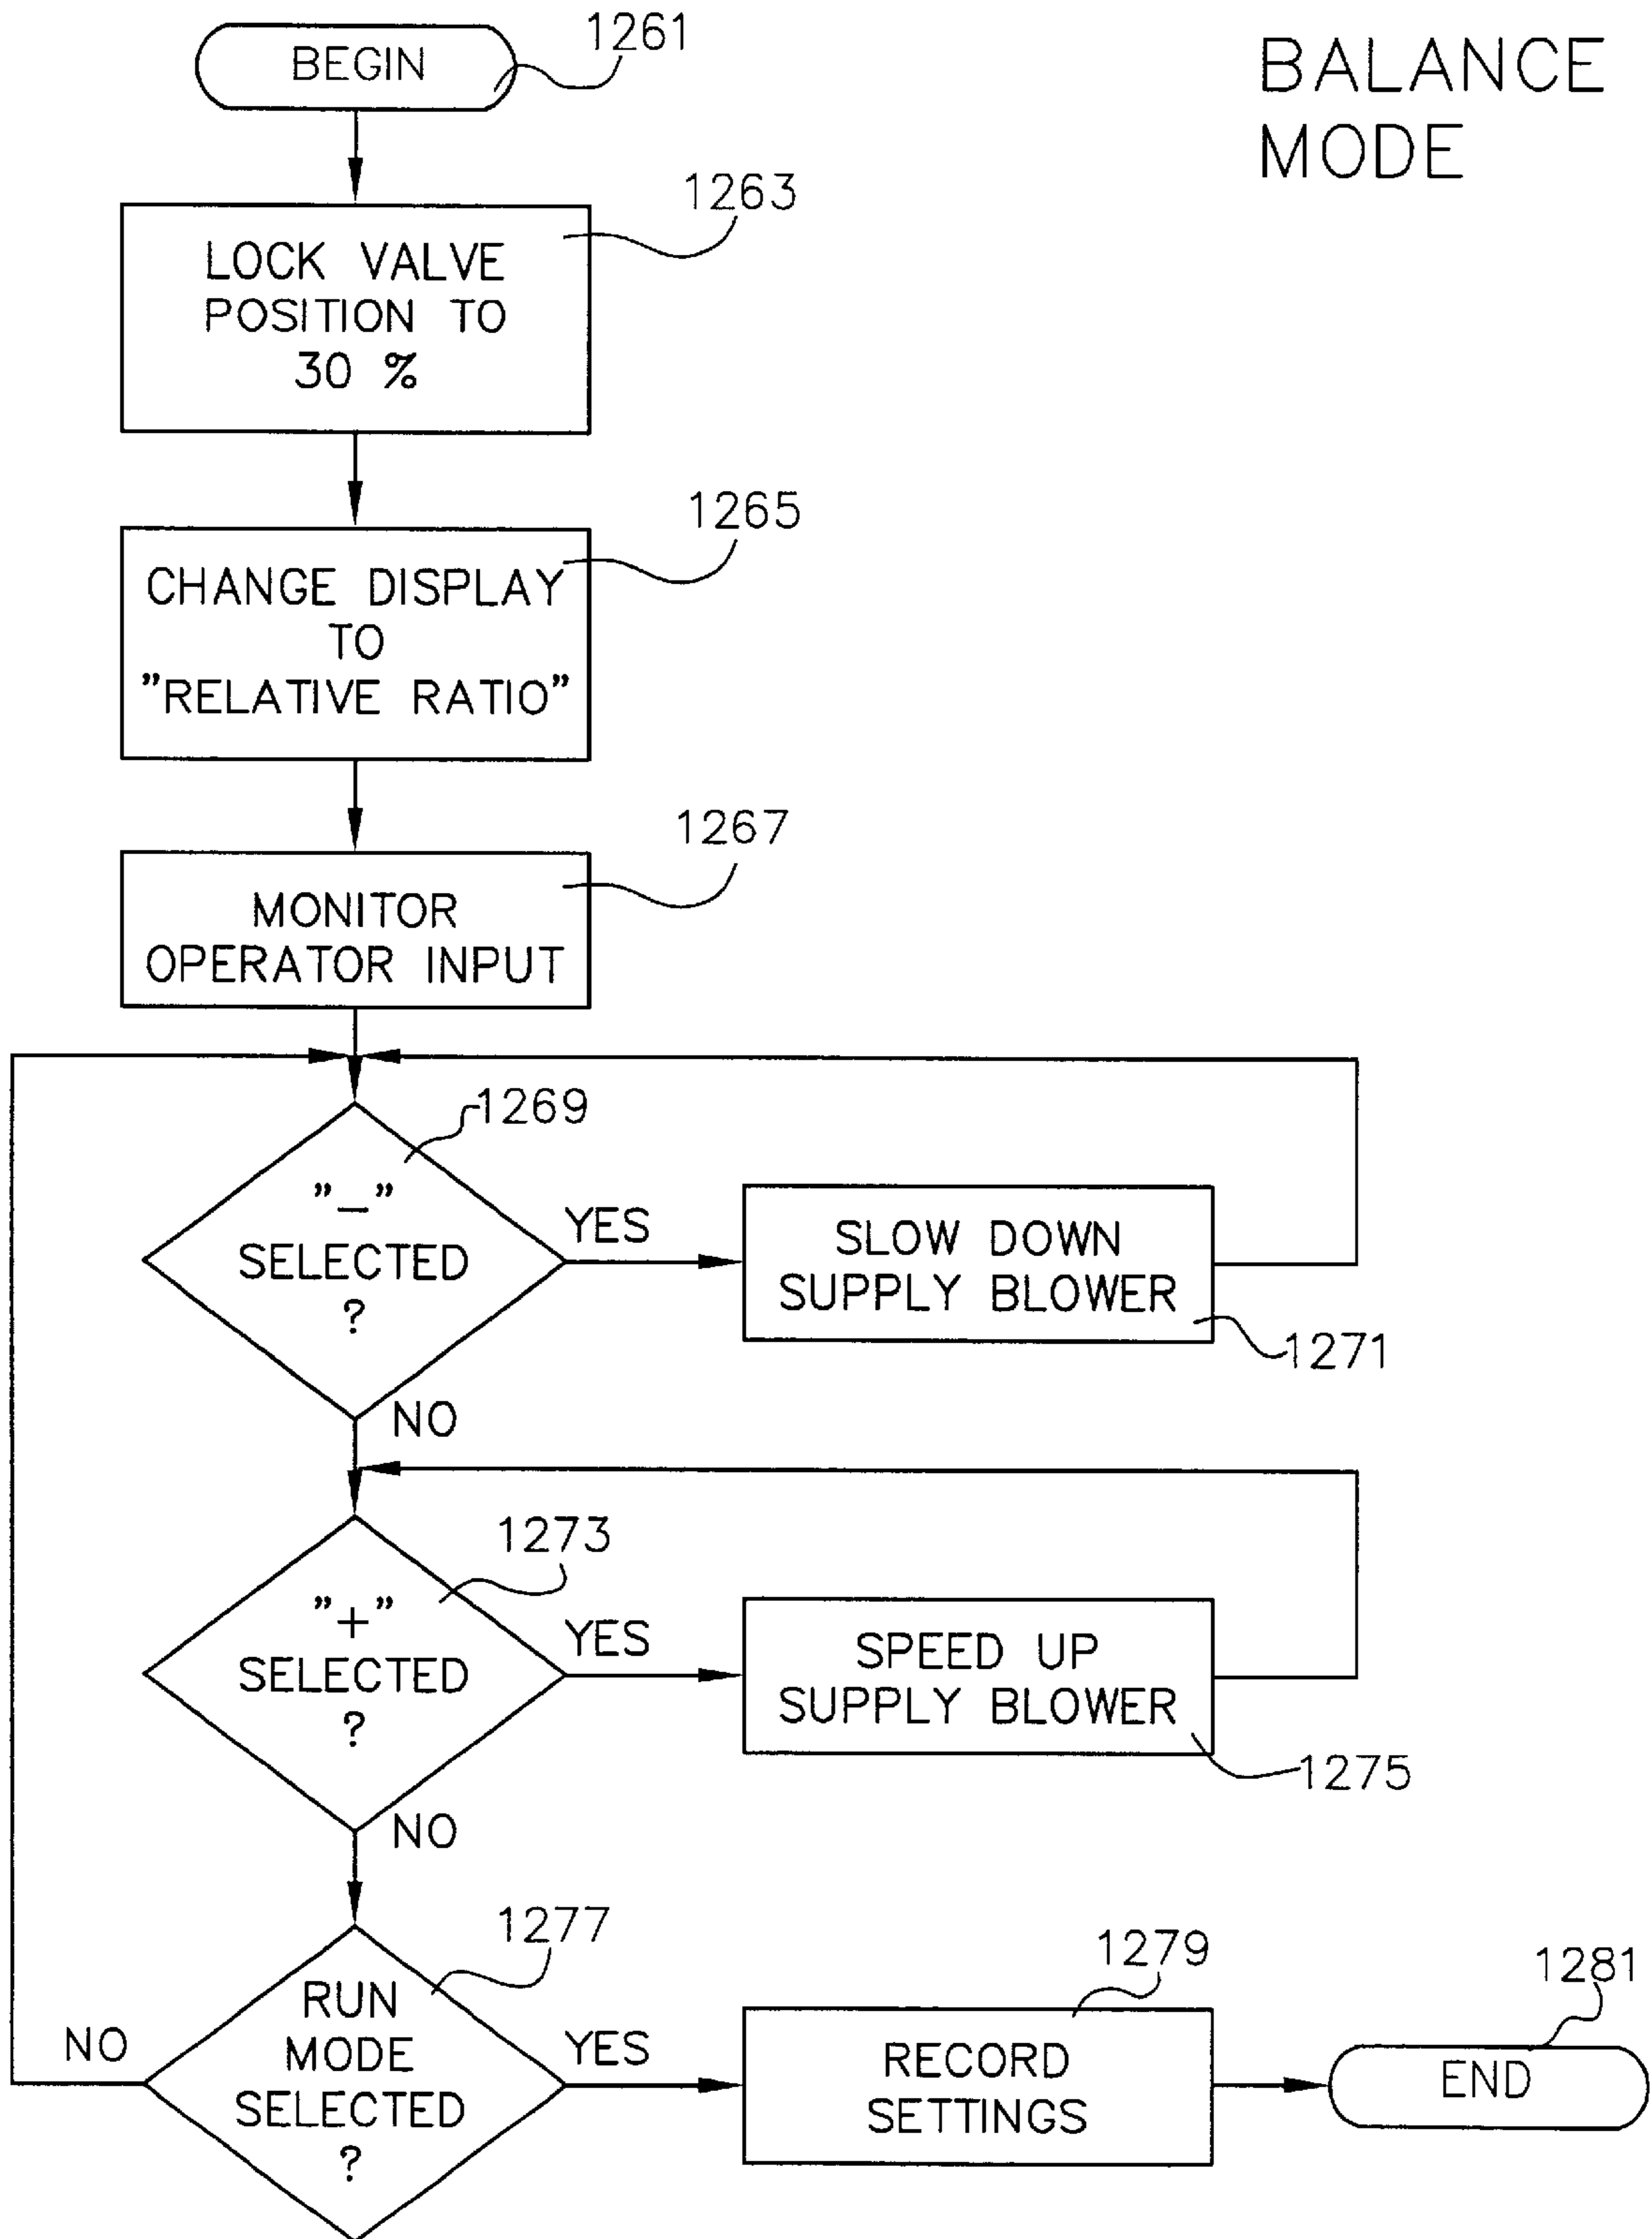 BEGIN
1261
BALANCE
MODE
1263
LOCK VALVE
POSITION TO
30 %
1265
CHANGE DISPLAY
TO
"RELATIVE RATIO"
1267
MONITOR
OPERATOR INPUT
1269
"–"
SELECTED
?
YES
SLOW DOWN
SUPPLY BLOWER
1271
NO
1273
"+"
SELECTED
?
YES
SPEED UP
SUPPLY BLOWER
1275
NO
1277
RUN
MODE
SELECTED
?
NO
YES
1279
RECORD
SETTINGS
1281
END